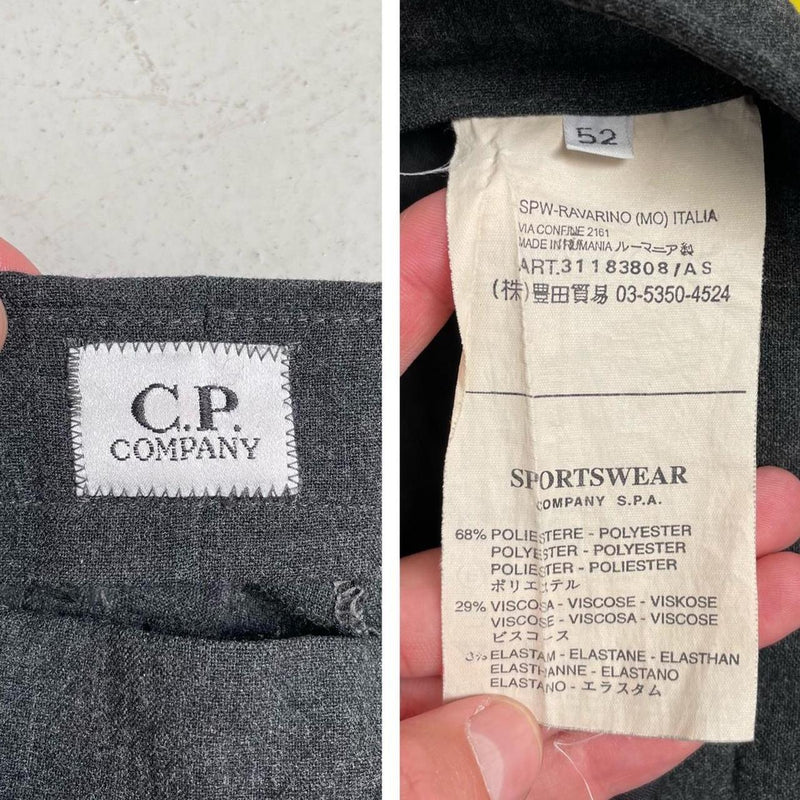 C.P.
COMPANY
52
SPW-RAVARINO (MO) ITALIA
VIA CONFINE 2161
MADE IN RUMANIA ルーマニア製
ART.31183808/AS
(株)豊田貿易 03-5350-4524
SPORTSWEAR
COMPANY S.P.A.
68% POLIESTERE - POLYESTER
POLYESTER - POLYESTER
POLIESTER - POLIESTER
ポリエステル
29% VISCOSA - VISCOSE - VISKOSE
VISCOSE - VISCOSA - VISCOSE
ビスコース
3% ELASTAM - ELASTANE - ELASTHAN
ELASTHANNE - ELASTANO
ELASTANO - エラスタム